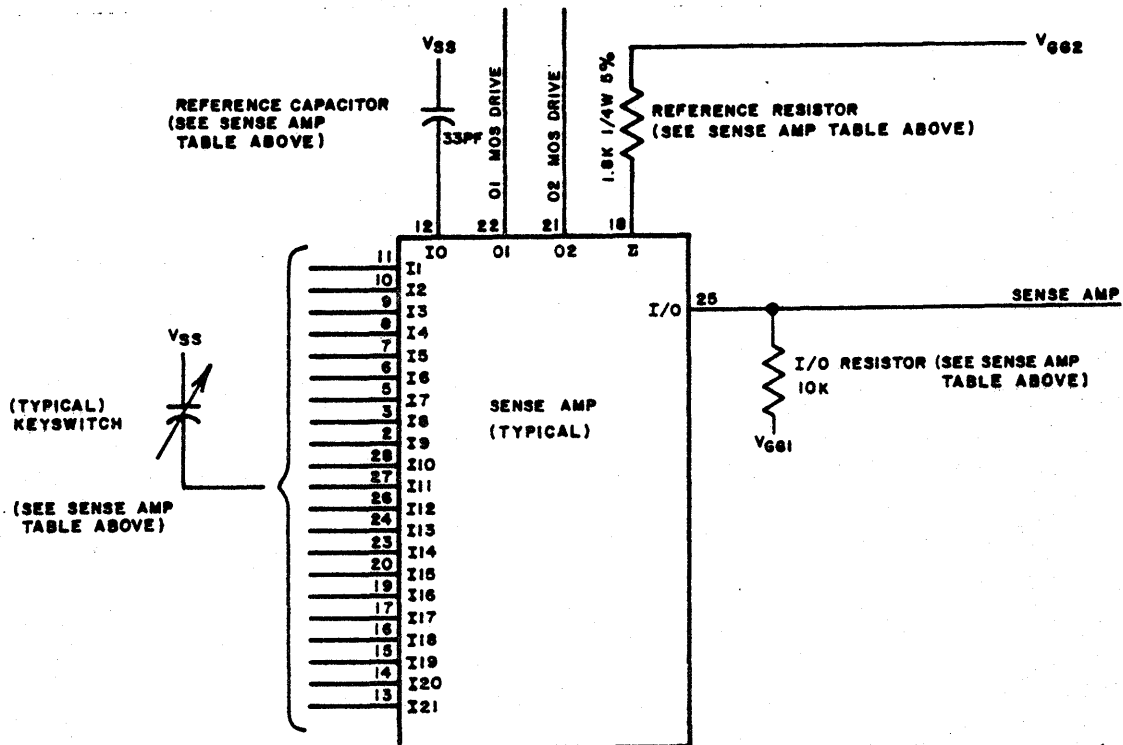 VSS
REFERENCE CAPACITOR
(SEE SENSE AMP
TABLE ABOVE)
33PF
O1 MOS DRIVE
O2 MOS DRIVE
1.8K 1/4W 5%
VGG2
REFERENCE RESISTOR
(SEE SENSE AMP TABLE ABOVE)
12
22
21
18
I0
O1
O2
Z
11 I1
10 I2
9 I3
8 I4
7 I5
6 I6
5 I7
3 I8
2 I9
28 I10
27 I11
26 I12
24 I13
23 I14
20 I15
19 I16
17 I17
16 I18
15 I19
14 I20
13 I21
VSS
(TYPICAL)
KEYSWITCH
(SEE SENSE AMP
TABLE ABOVE)
SENSE AMP
(TYPICAL)
I/O
25
SENSE AMP
I/O RESISTOR (SEE SENSE AMP
10K TABLE ABOVE)
VGG1